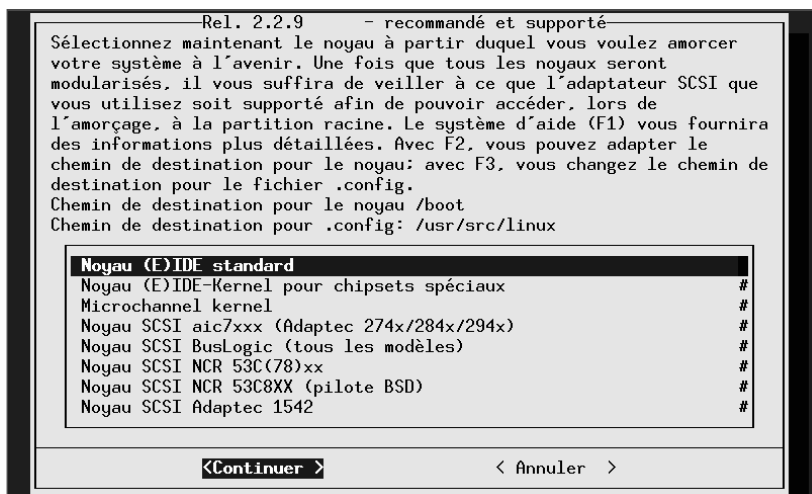 Rel. 2.2.9 - recommandé et supporté
Sélectionnez maintenant le noyau à partir duquel vous voulez amorcer
votre système à l´avenir. Une fois que tous les noyaux seront
modularisés, il vous suffira de veiller à ce que l´adaptateur SCSI que
vous utilisez soit supporté afin de pouvoir accéder, lors de
l´amorçage, à la partition racine. Le système d´aide (F1) vous fournira
des informations plus détaillées. Avec F2, vous pouvez adapter le
chemin de destination pour le noyau; avec F3, vous changez le chemin de
destination pour le fichier .config.
Chemin de destination pour le noyau /boot
Chemin de destination pour .config: /usr/src/linux
Noyau (E)IDE standard
Noyau (E)IDE-Kernel pour chipsets spéciaux #
Microchannel kernel #
Noyau SCSI aic7xxx (Adaptec 274x/284x/294x) #
Noyau SCSI BusLogic (tous les modèles) #
Noyau SCSI NCR 53C(78)xx #
Noyau SCSI NCR 53C8XX (pilote BSD) #
Noyau SCSI Adaptec 1542 #
<Continuer > < Annuler >